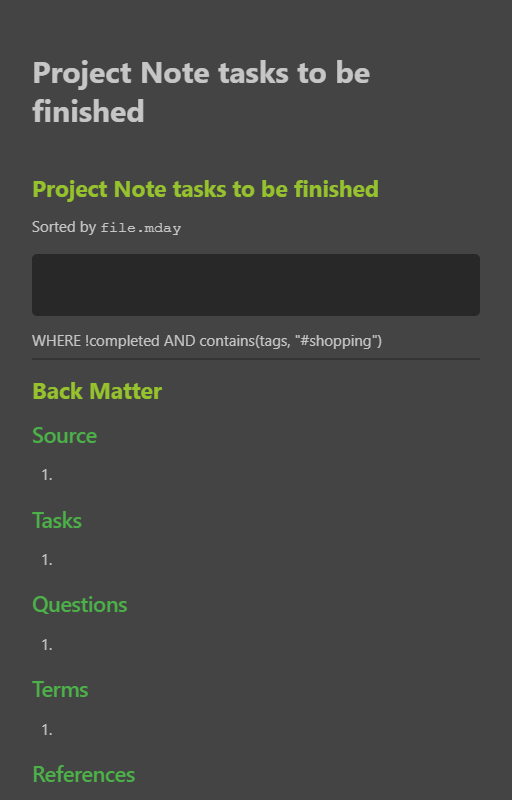 Project Note tasks to be
finished
Project Note tasks to be finished
Sorted by file.mday
WHERE !completed AND contains(tags, "#shopping")
Back Matter
Source
1.
Tasks
1.
Questions
1.
Terms
1.
References